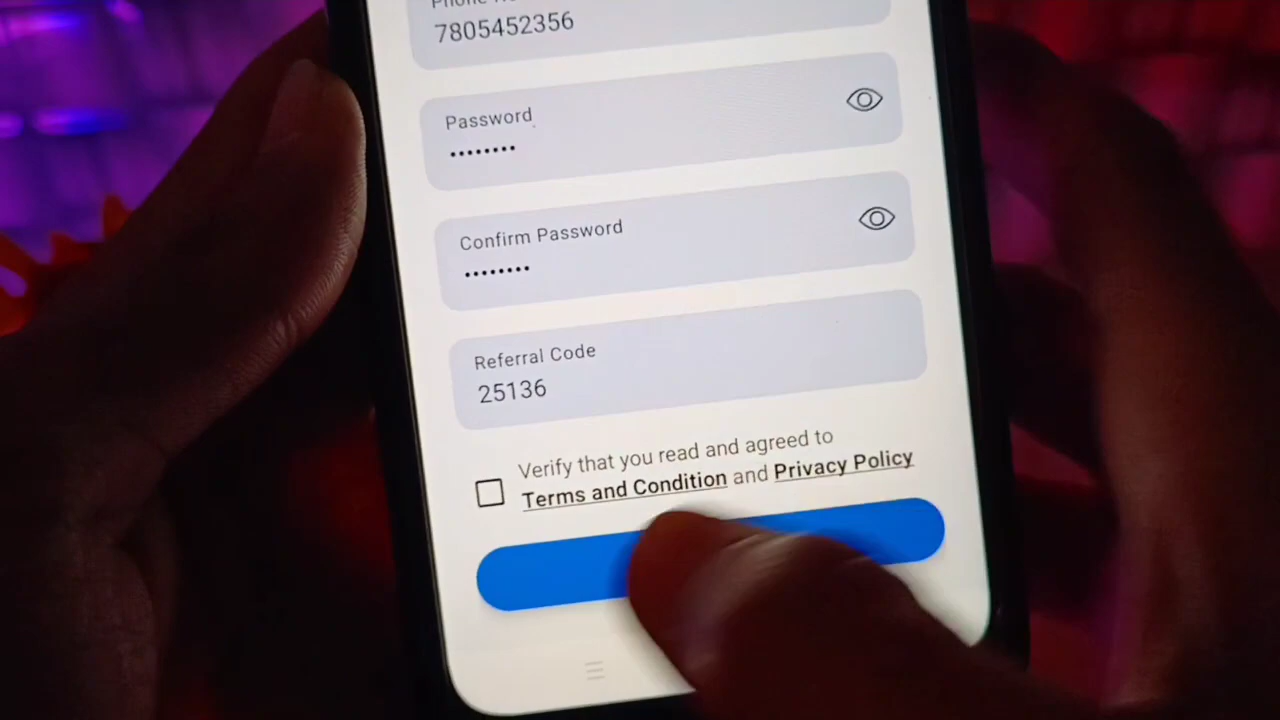 Phone
7805452356
Password
••••••••
Confirm Password
••••••••
Referral Code
25136
Verify that you read and agreed to
Terms and Condition and Privacy Policy